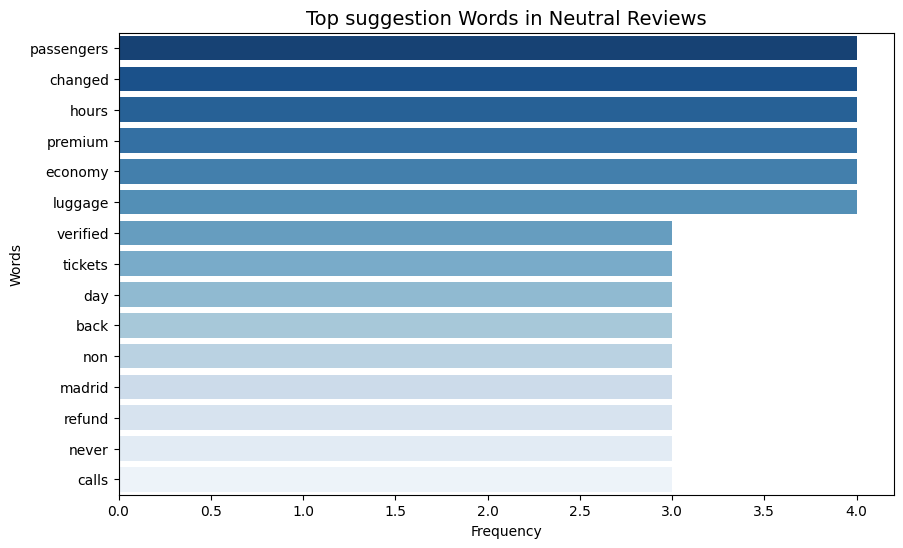 Top suggestion Words in Neutral Reviews
Words
passengers
changed
hours
premium
economy
luggage
verified
tickets
day
back
non
madrid
refund
never
calls
0.0 0.5 1.0 1.5 2.0 2.5 3.0 3.5 4.0
Frequency